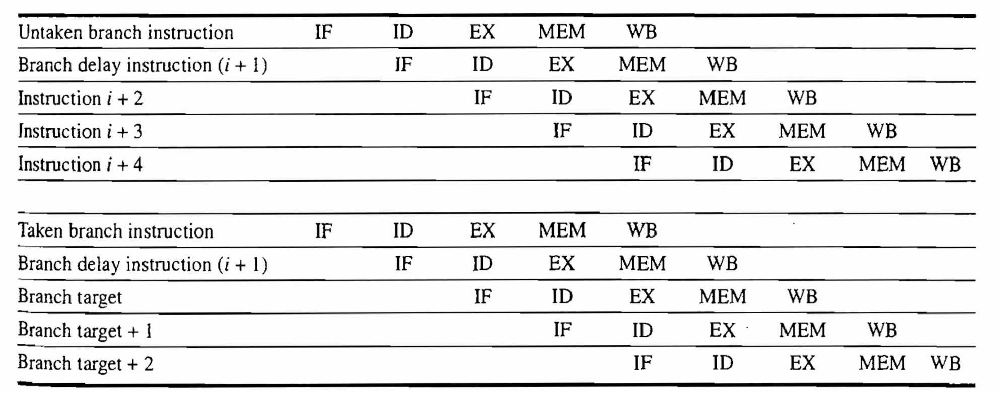 Untaken branch instruction IF ID EX MEM WB
Branch delay instruction (i + 1) IF ID EX MEM WB
Instruction i + 2 IF ID EX MEM WB
Instruction i + 3 IF ID EX MEM WB
Instruction i + 4 IF ID EX MEM WB
Taken branch instruction IF ID EX MEM WB
Branch delay instruction (i + 1) IF ID EX MEM WB
Branch target IF ID EX MEM WB
Branch target + 1 IF ID EX MEM WB
Branch target + 2 IF ID EX MEM WB